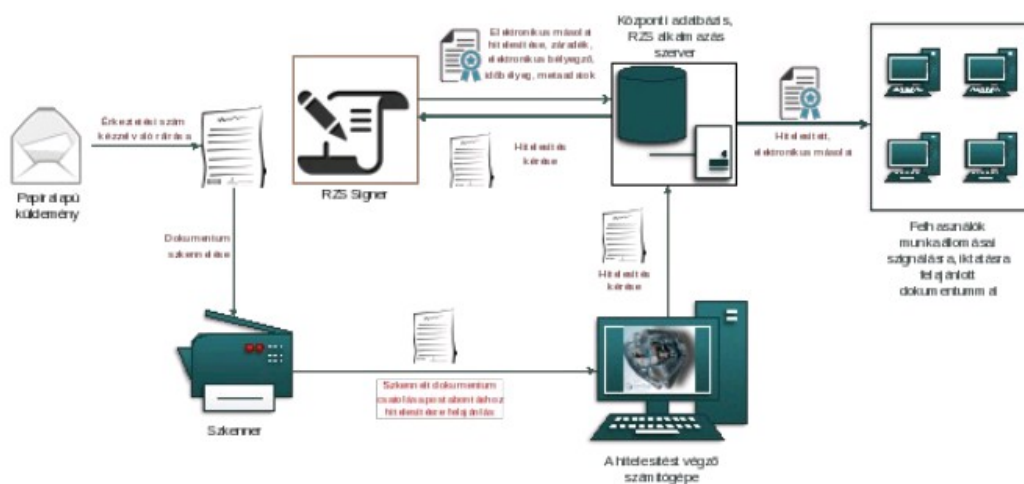 Központi adatbázis,
RZS alkalmazás
szerver
Elektronikus másolat
hitelesítése, záradék,
elektronikus bélyegző,
időbélyeg, metaadatok
Érkeztetési szám
kézzel való ráírása
Papír alapú
küldemény
RZS Signer
Hitelesítés
kérése
Hitelesített,
elektronikus másolat
Felhasználók
munkaállomásai
szignálásra, iktatásra
felajánlott
dokumentummal
Dokumentum
szkennelése
Hitelesítés
kérése
Szkennelt dokumentum
csatolása postabontáshoz
hitelesítésre felajánlás
Szkenner
A hitelesítést végző
számítógépe